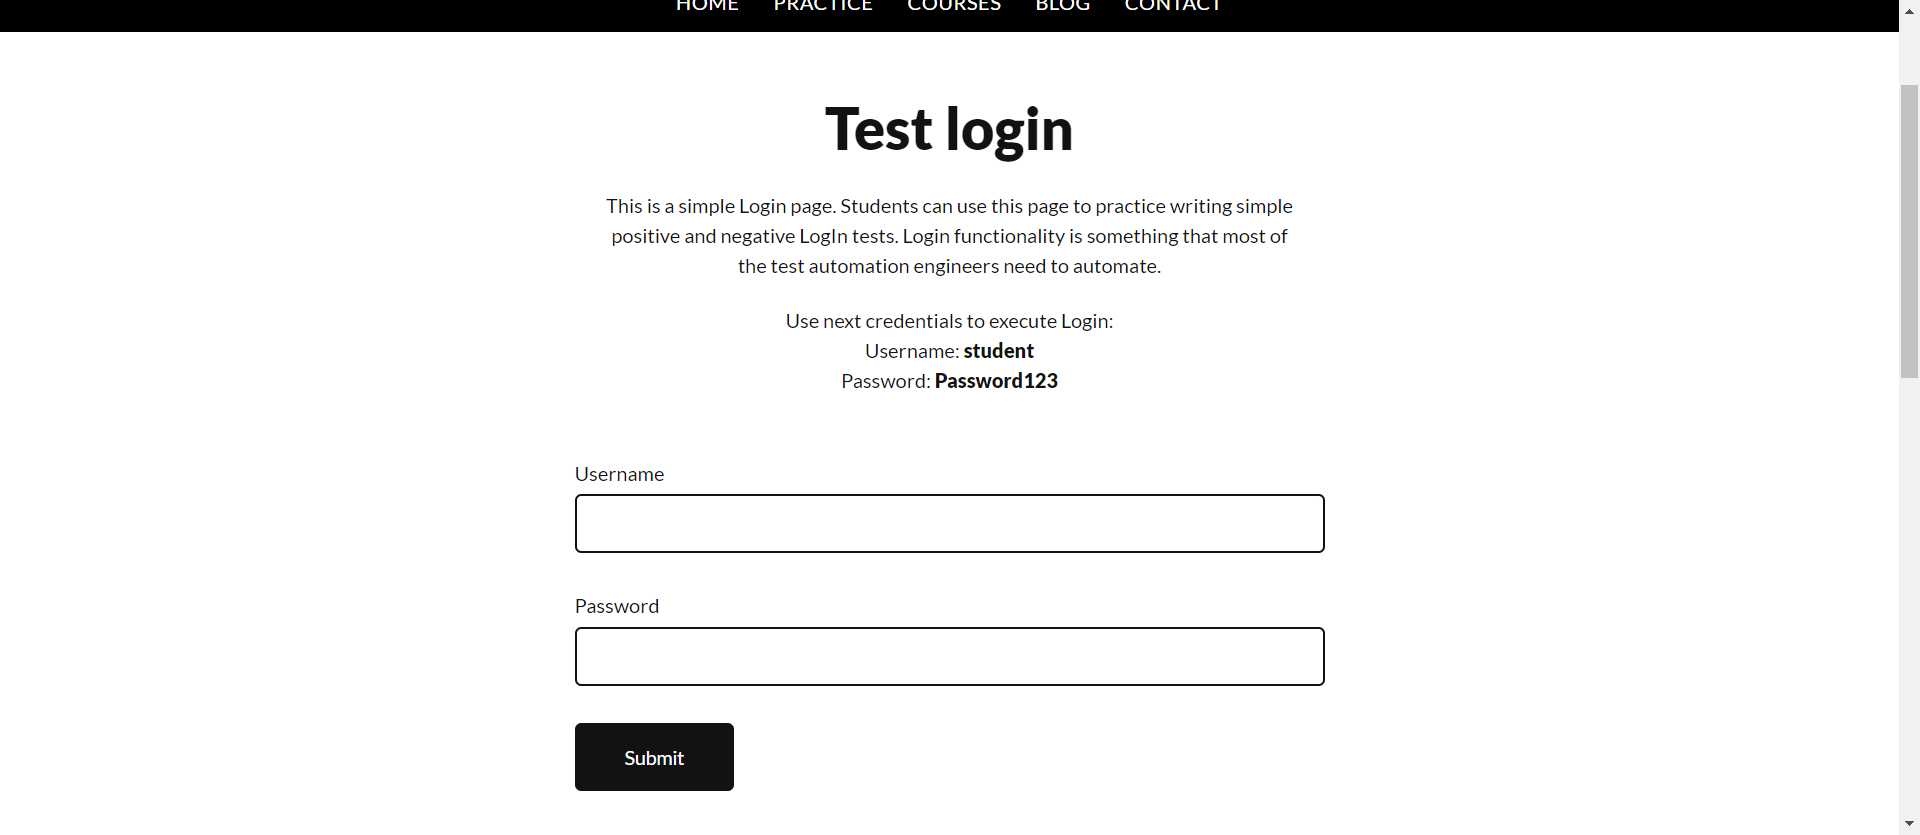 HOME PRACTICE COURSES BLOG CONTACT
Test login
This is a simple Login page. Students can use this page to practice writing simple
positive and negative LogIn tests. Login functionality is something that most of
the test automation engineers need to automate.
Use next credentials to execute Login:
Username: student
Password: Password123
Username
Password
Submit